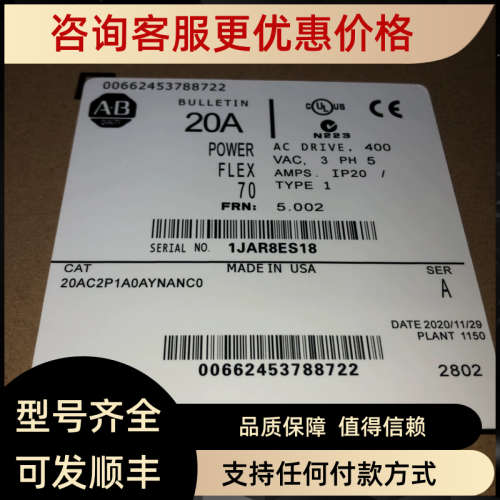 咨询客服更优惠价格
00662453788722
AB
BULLETIN
20A
C UL US
N223
CE
POWER
FLEX
70
AC DRIVE, 400
VAC, 3 PH 5
AMPS. IP20 /
TYPE 1
FRN: 5.002
SERIAL NO. 1JAR8ES18
CAT
MADE IN USA
SER
20AC2P1A0AYNANC0
A
DATE 2020/11/29
PLANT 1150
00662453788722
2802
型号齐全
可发顺丰
品质保障 值得信赖
支持任何付款方式